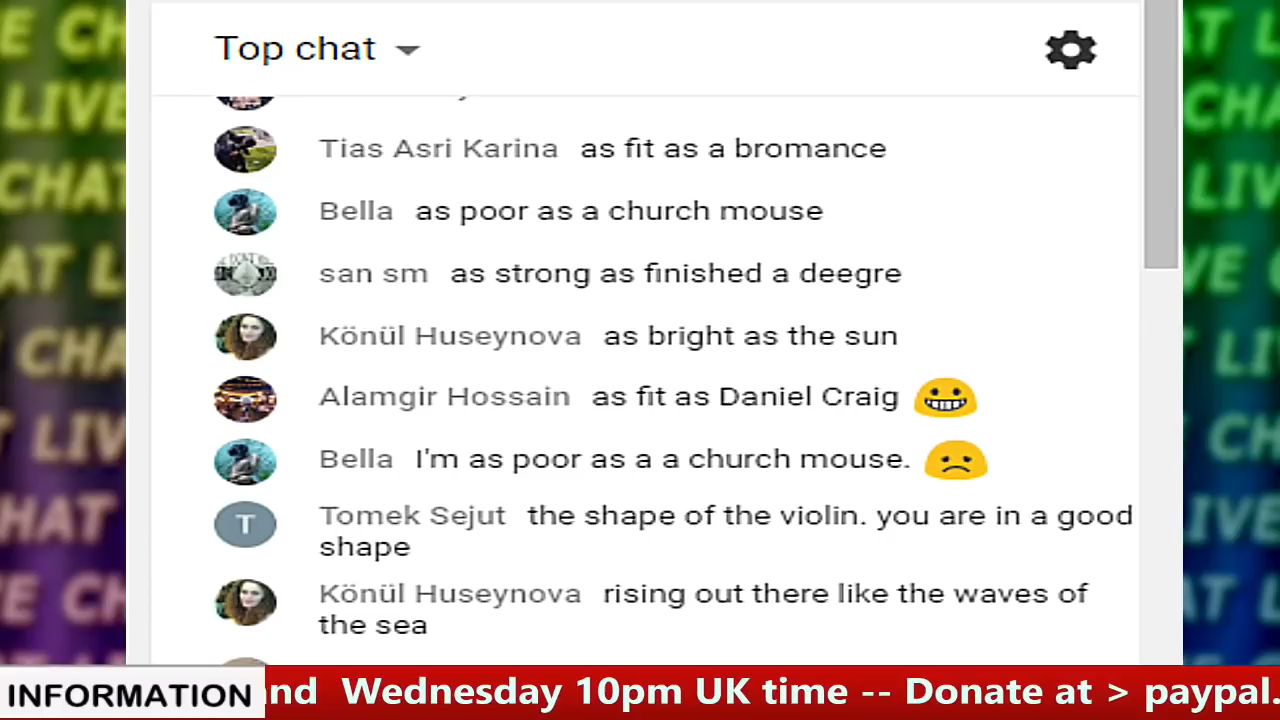 Top chat
Tias Asri Karina as fit as a bromance
Bella as poor as a church mouse
san sm as strong as finished a deegre
Könül Huseynova as bright as the sun
Alamgir Hossain as fit as Daniel Craig 😀
Bella I'm as poor as a a church mouse. 🙁
T Tomek Sejut the shape of the violin. you are in a good
shape
Könül Huseynova rising out there like the waves of
the sea
INFORMATION and Wednesday 10pm UK time -- Donate at > paypal.
LIVE CHAT